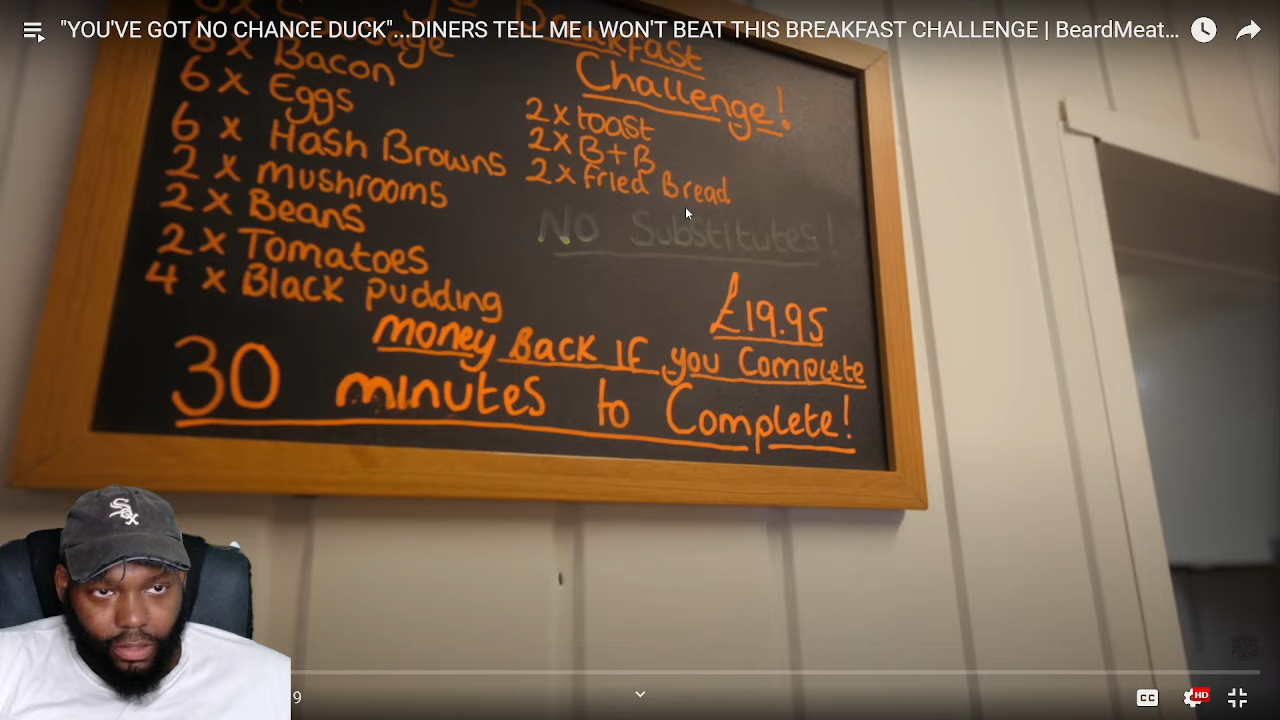 "YOU'VE GOT NO CHANCE DUCK"...DINERS TELL ME I WON'T BEAT THIS BREAKFAST CHALLENGE | BeardMeat...
Breakfast
Challenge!
6 x Bacon
6 x Eggs
6 x Hash Browns
2 x mushrooms
2 x Beans
2 x Tomatoes
4 x Black pudding
2 x toast
2 x B+B
2 x fried Bread
No Substitutes!
£19.95
money Back IF you Complete
30 minutes to Complete!
Sox
9
CC
HD